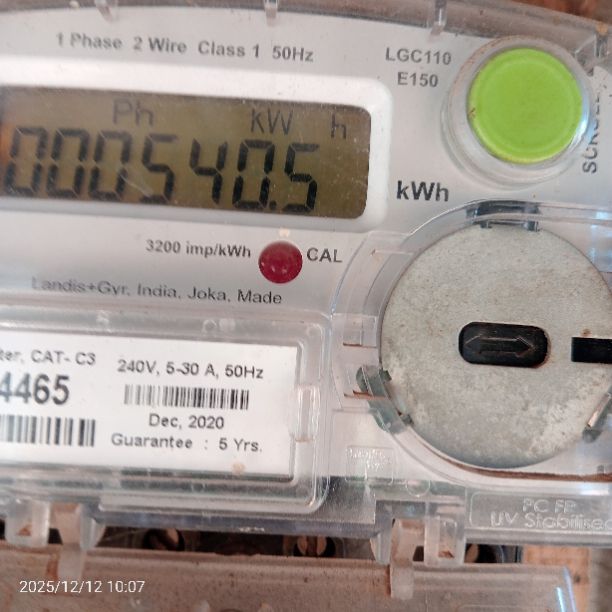 1 Phase 2 Wire Class 1 50Hz
LGC110
E150
Ph kW h
000540.5
kWh
3200 imp/kWh CAL
Landis+Gyr, India, Joka, Made
ter, CAT- C3
4465
240V, 5-30 A, 50Hz
Dec, 2020
Guarantee : 5 Yrs.
PC FR
UV Stabilised
2025/12/12 10:07